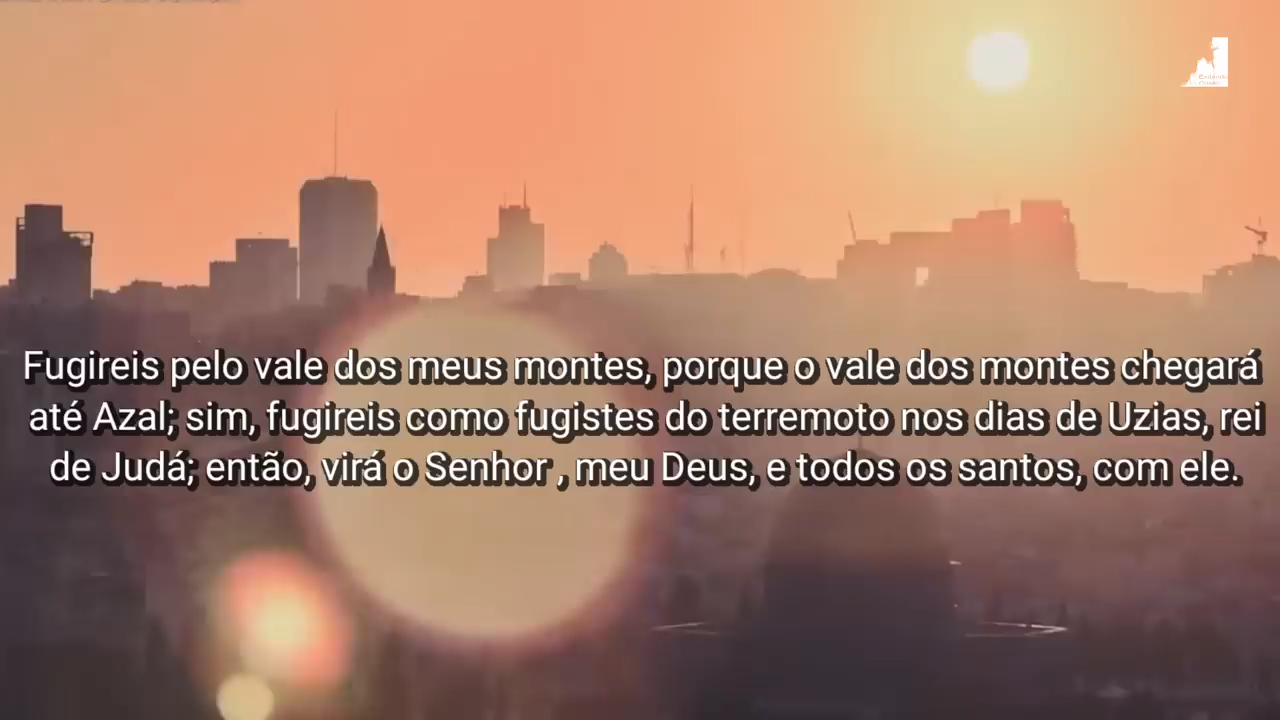 Fugireis pelo vale dos meus montes, porque o vale dos montes chegará
até Azal; sim, fugireis como fugistes do terremoto nos dias de Uzias, rei
de Judá; então, virá o Senhor , meu Deus, e todos os santos, com ele.